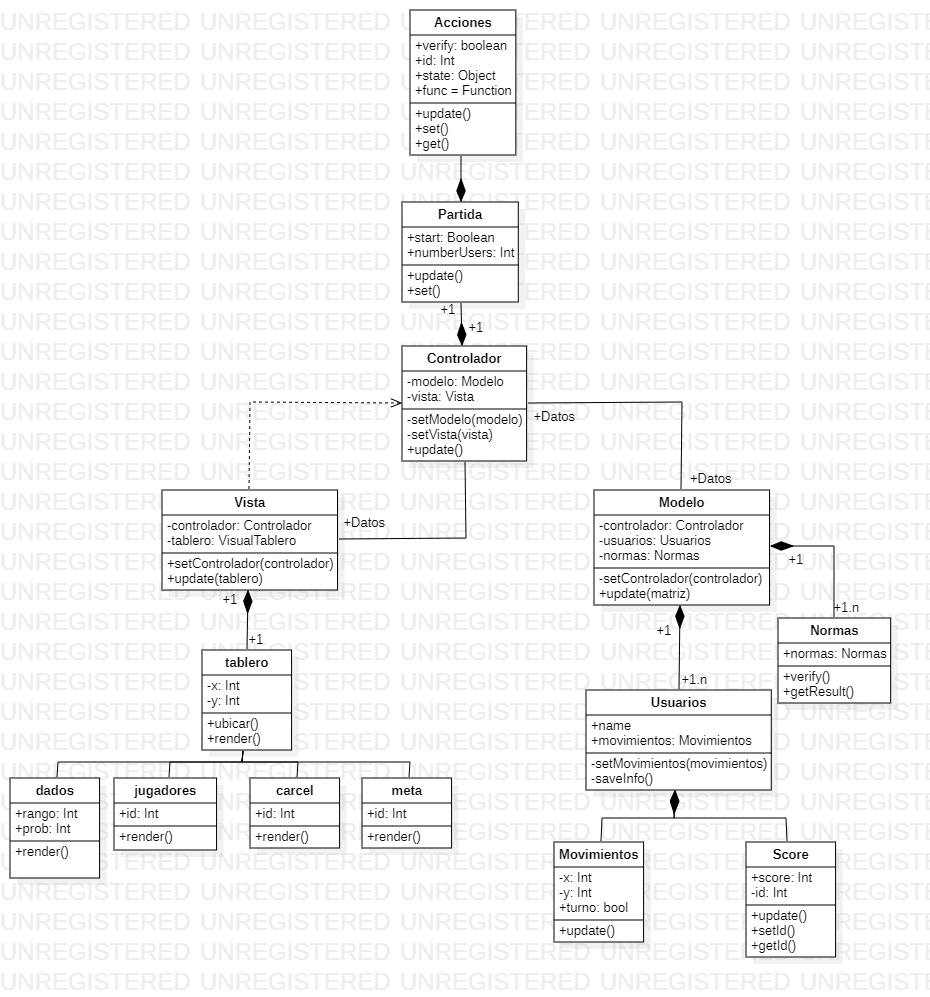 Acciones
+verify: boolean
+id: Int
+state: Object
+func = Function
+update()
+set()
+get()
Partida
+start: Boolean
+numberUsers: Int
+update()
+set()
+1
+1
Controlador
-modelo: Modelo
-vista: Vista
-setModelo(modelo)
-setVista(vista)
+update()
+Datos
+Datos
+Datos
Vista
-controlador: Controlador
-tablero: VisualTablero
+setControlador(controlador)
+update(tablero)
Modelo
-controlador: Controlador
-usuarios: Usuarios
-normas: Normas
-setControlador(controlador)
+update(matriz)
+1
+1.n
Normas
+normas: Normas
+verify()
+getResult()
+1
+1
tablero
-x: Int
-y: Int
+ubicar()
+render()
+1
+1.n
Usuarios
+name
+movimientos: Movimientos
-setMovimientos(movimientos)
-saveInfo()
dados
+rango: Int
+prob: Int
+render()
jugadores
+id: Int
+render()
carcel
+id: Int
+render()
meta
+id: Int
+render()
Movimientos
-x: Int
-y: Int
+turno: bool
+update()
Score
+score: Int
-id: Int
+update()
+setId()
+getId()
UNREGISTERED